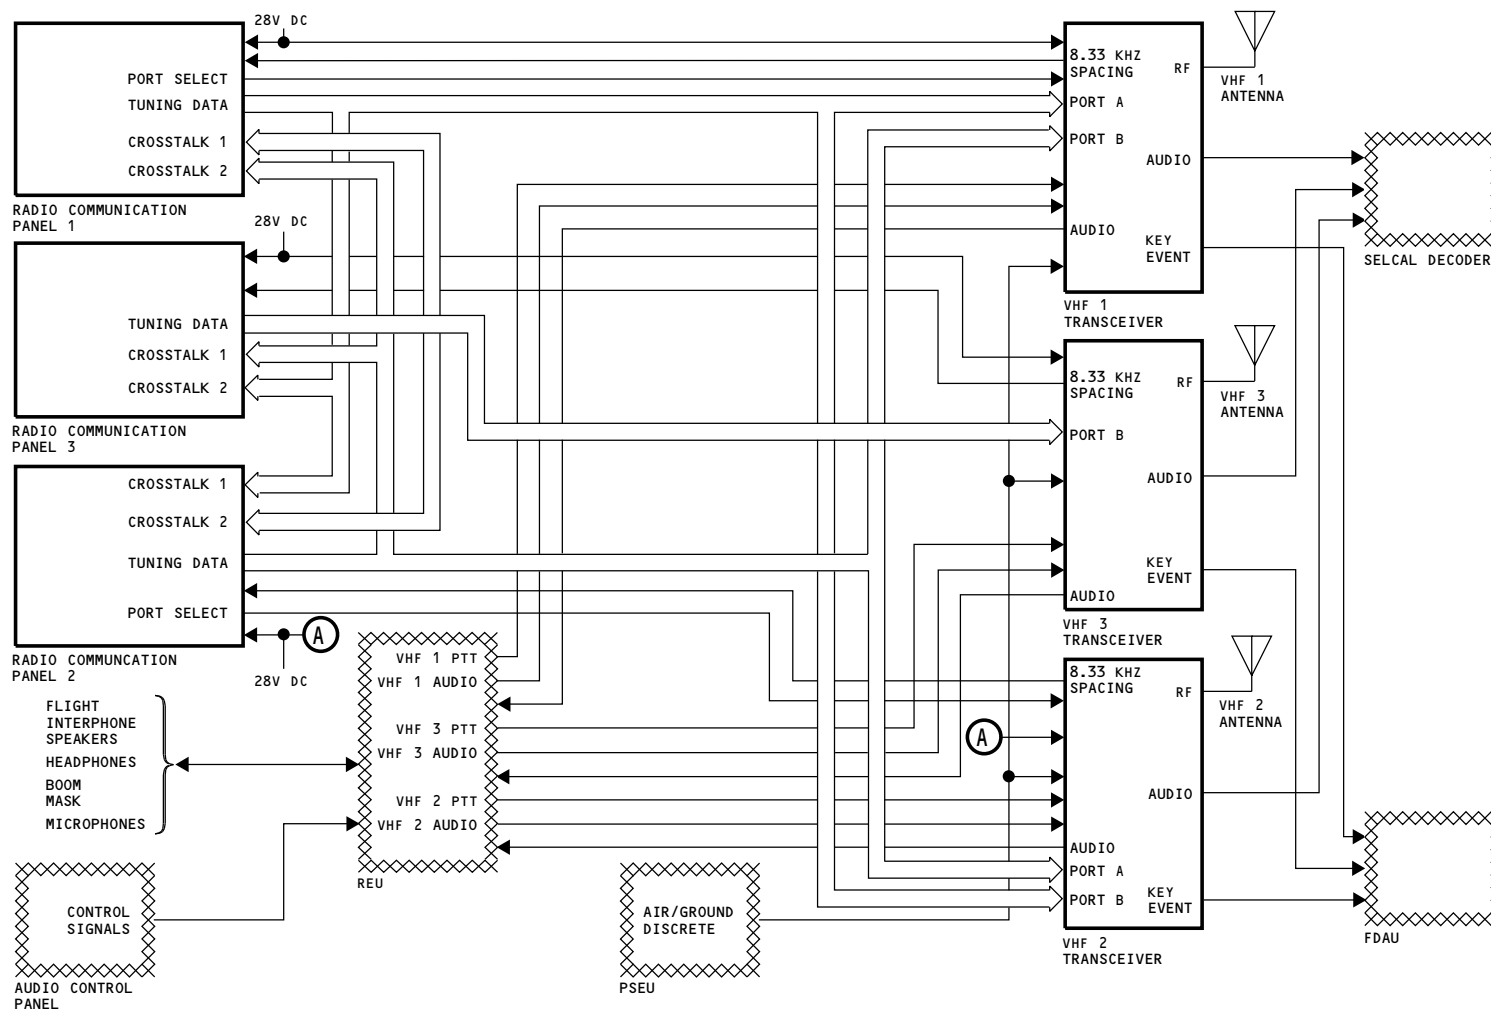 28V DC
PORT SELECT
TUNING DATA
CROSSTALK 1
CROSSTALK 2
RADIO COMMUNICATION
PANEL 1
28V DC
TUNING DATA
CROSSTALK 1
CROSSTALK 2
RADIO COMMUNICATION
PANEL 3
CROSSTALK 1
CROSSTALK 2
TUNING DATA
PORT SELECT
A
RADIO COMMUNCATION
PANEL 2
28V DC
FLIGHT
INTERPHONE
SPEAKERS
HEADPHONES
BOOM
MASK
MICROPHONES
CONTROL
SIGNALS
AUDIO CONTROL
PANEL
VHF 1 PTT
VHF 1 AUDIO
VHF 3 PTT
VHF 3 AUDIO
VHF 2 PTT
VHF 2 AUDIO
REU
AIR/GROUND
DISCRETE
PSEU
8.33 KHZ
SPACING
RF
PORT A
PORT B
AUDIO
AUDIO
KEY
EVENT
VHF 1
TRANSCEIVER
VHF 1
ANTENNA
8.33 KHZ
SPACING
RF
PORT B
AUDIO
KEY
EVENT
AUDIO
VHF 3
TRANSCEIVER
VHF 3
ANTENNA
8.33 KHZ
SPACING
RF
A
AUDIO
AUDIO
PORT A
PORT B
KEY
EVENT
VHF 2
TRANSCEIVER
VHF 2
ANTENNA
SELCAL DECODER
FDAU